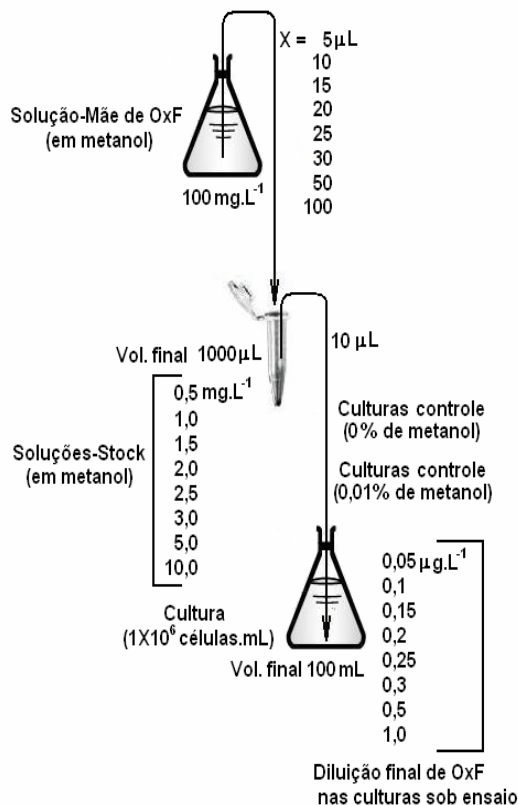 X = 5 µL
10
15
20
25
30
50
100
Solução-Mãe de OxF
(em metanol)
100 mg.L-1
Vol. final 1000 µL
10 µL
Soluções-Stock
(em metanol)
0,5 mg.L-1
1,0
1,5
2,0
2,5
3,0
5,0
10,0
Culturas controle
(0% de metanol)
Culturas controle
(0,01% de metanol)
Cultura
(1X10^6 células.mL)
Vol. final 100 mL
0,05 µg.L-1
0,1
0,15
0,2
0,25
0,3
0,5
1,0
Diluição final de OxF
nas culturas sob ensaio